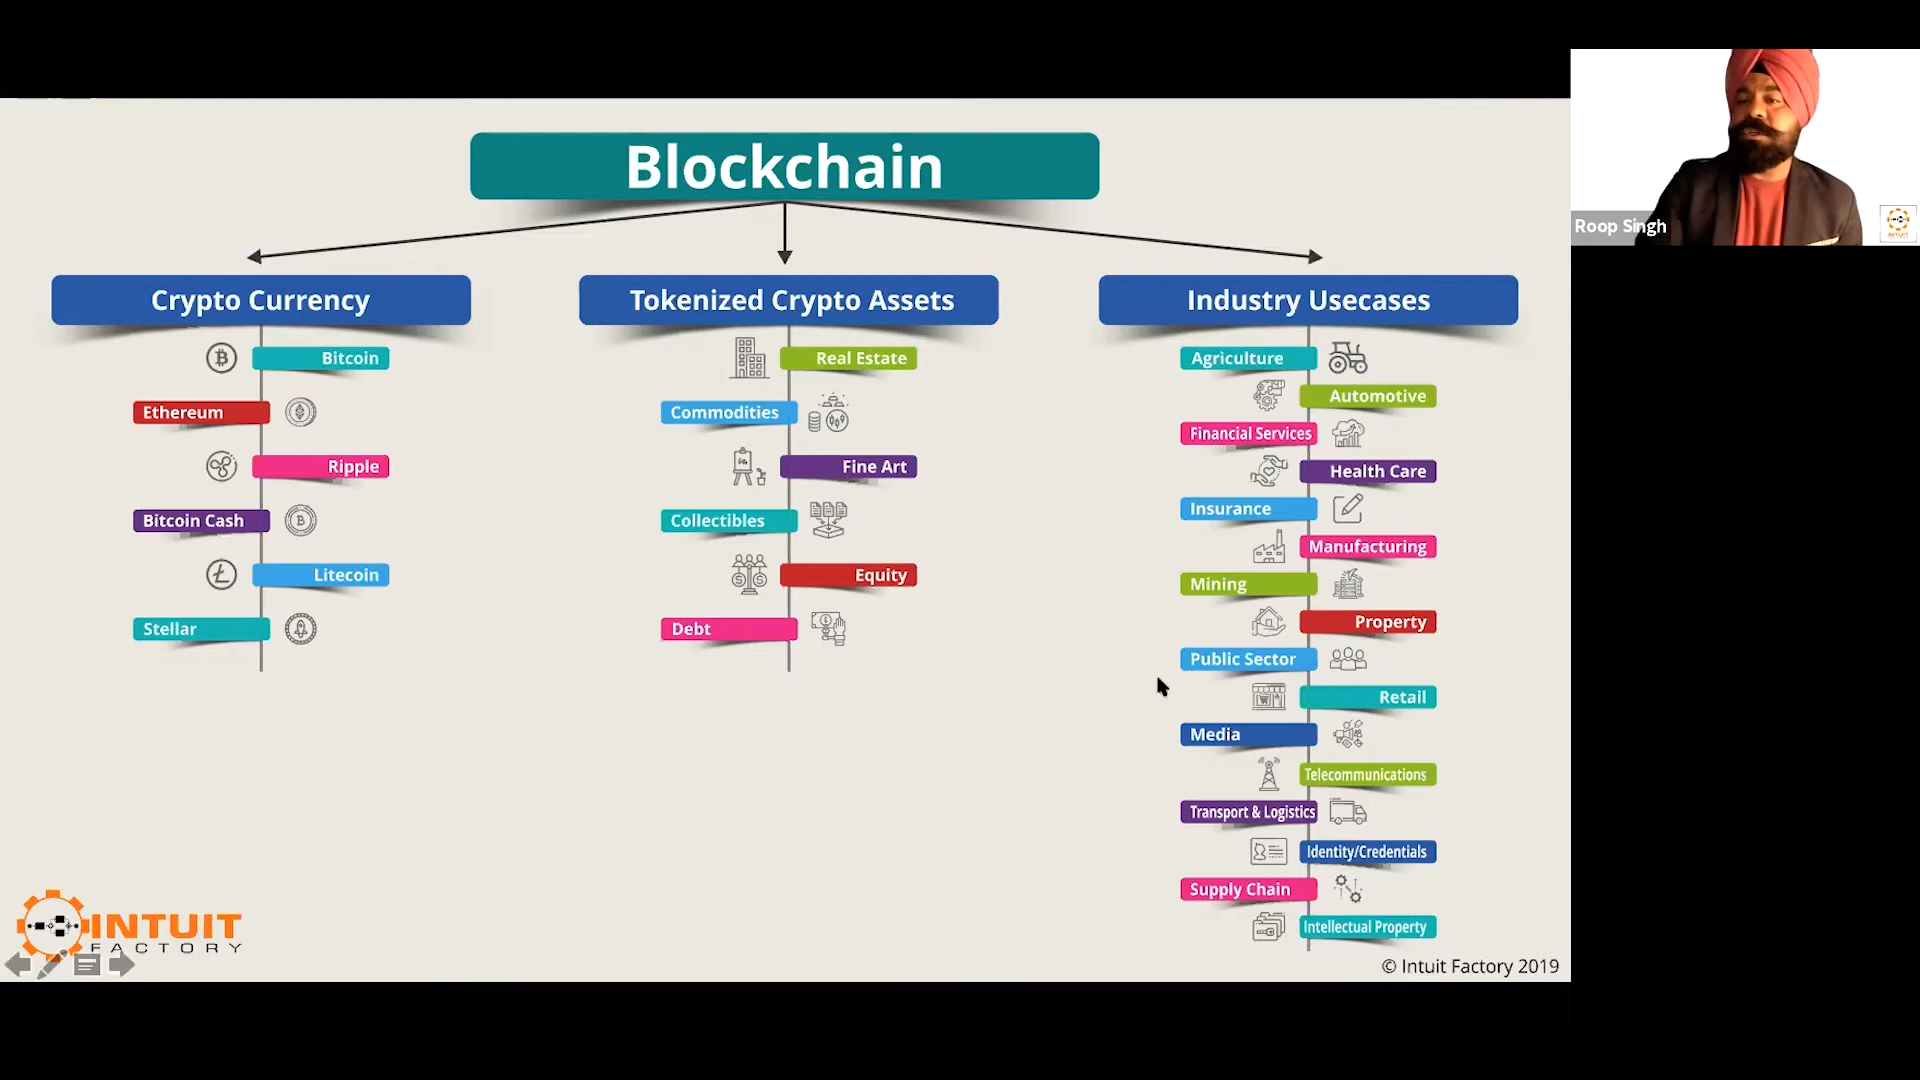 Blockchain
Crypto Currency
Bitcoin
Ethereum
Ripple
Bitcoin Cash
Litecoin
Stellar
Tokenized Crypto Assets
Real Estate
Commodities
Fine Art
Collectibles
Equity
Debt
Industry Usecases
Agriculture
Automotive
Financial Services
Health Care
Insurance
Manufacturing
Mining
Property
Public Sector
Retail
Media
Telecommunications
Transport & Logistics
Identity/Credentials
Supply Chain
Intellectual Property
INTUIT
FACTORY
© Intuit Factory 2019
Roop Singh